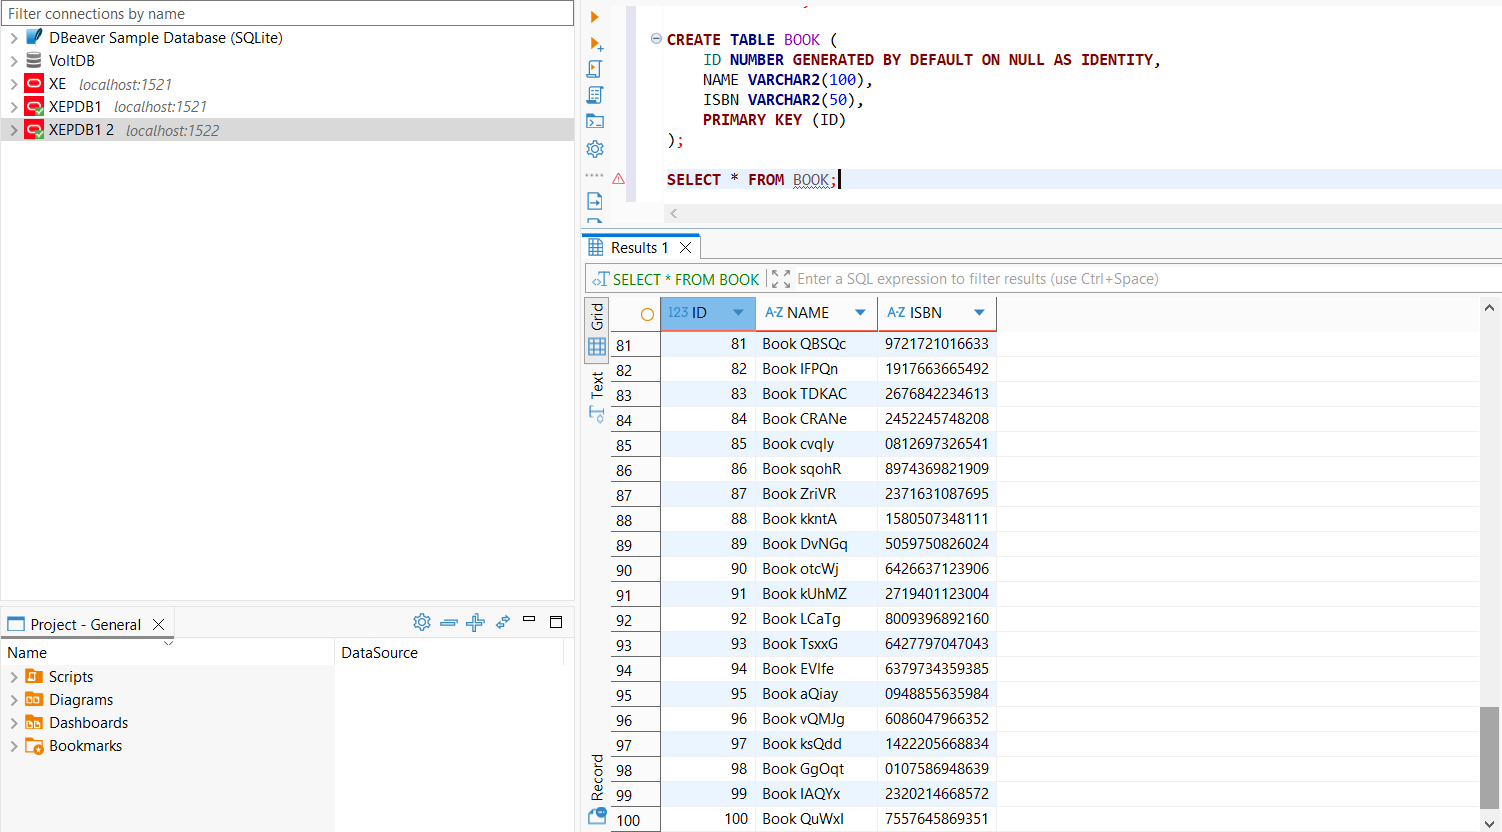 Filter connections by name
DBeaver Sample Database (SQLite)
VoltDB
XE localhost:1521
XEPDB1 localhost:1521
XEPDB1 2 localhost:1522
Project - General
Name DataSource
Scripts
Diagrams
Dashboards
Bookmarks
CREATE TABLE BOOK (
ID NUMBER GENERATED BY DEFAULT ON NULL AS IDENTITY,
NAME VARCHAR2(100),
ISBN VARCHAR2(50),
PRIMARY KEY (ID)
);
SELECT * FROM BOOK;
Results 1
SELECT * FROM BOOK Enter a SQL expression to filter results (use Ctrl+Space)
Grid
Text
Record
123 ID A-Z NAME A-Z ISBN
81 81 Book QBSQc 9721721016633
82 82 Book IFPQn 1917663665492
83 83 Book TDKAC 2676842234613
84 84 Book CRANe 2452245748208
85 85 Book cvqly 0812697326541
86 86 Book sqohR 8974369821909
87 87 Book ZriVR 2371631087695
88 88 Book kkntA 1580507348111
89 89 Book DvNGq 5059750826024
90 90 Book otcWj 6426637123906
91 91 Book kUhMZ 2719401123004
92 92 Book LCaTg 8009396892160
93 93 Book TsxxG 6427797047043
94 94 Book EVIfe 6379734359385
95 95 Book aQiay 0948855635984
96 96 Book vQMJg 6086047966352
97 97 Book ksQdd 1422205668834
98 98 Book GgOqt 0107586948639
99 99 Book IAQYx 2320214668572
100 100 Book QuWxI 7557645869351